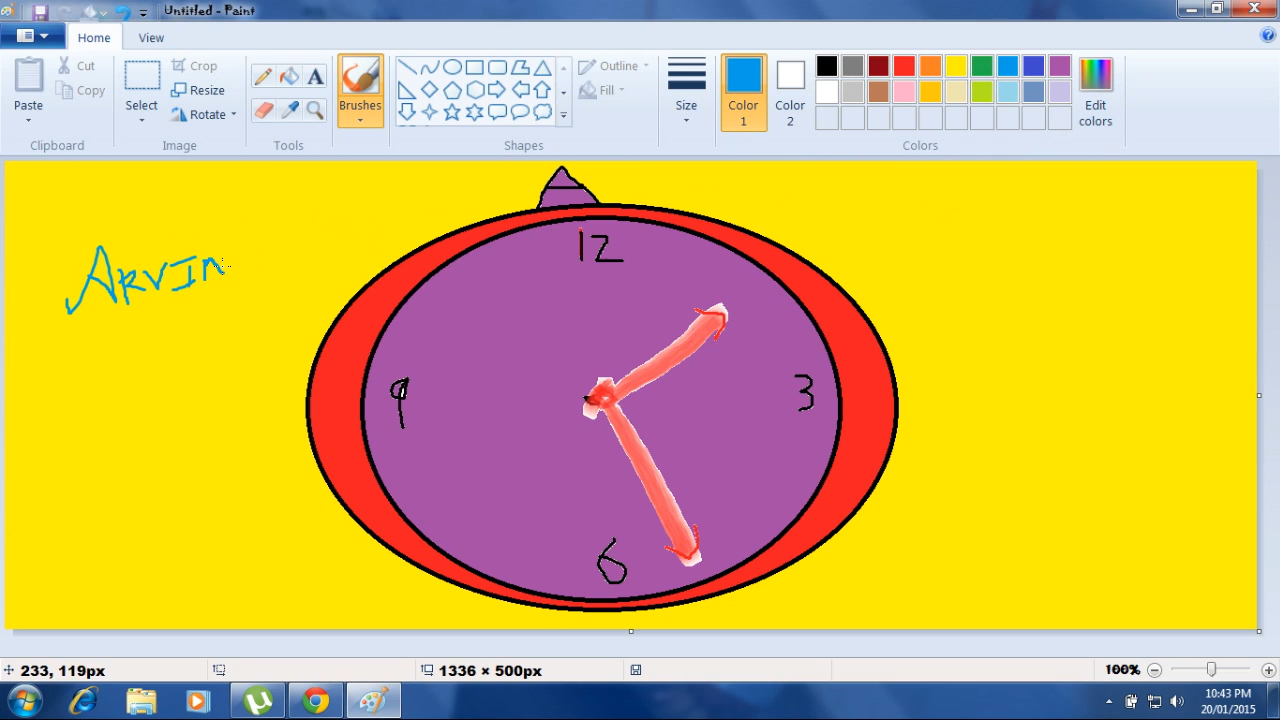 Untitled - Paint
Home View
Paste
Cut
Copy
Clipboard
Select
Crop
Resize
Rotate
Image
A
Tools
Brushes
Outline
Fill
Shapes
Size
Color 1
Color 2
Edit colors
Colors
ARVIN
12
9
3
6
233, 119px
1336 × 500px
100%
10:43 PM
20/01/2015